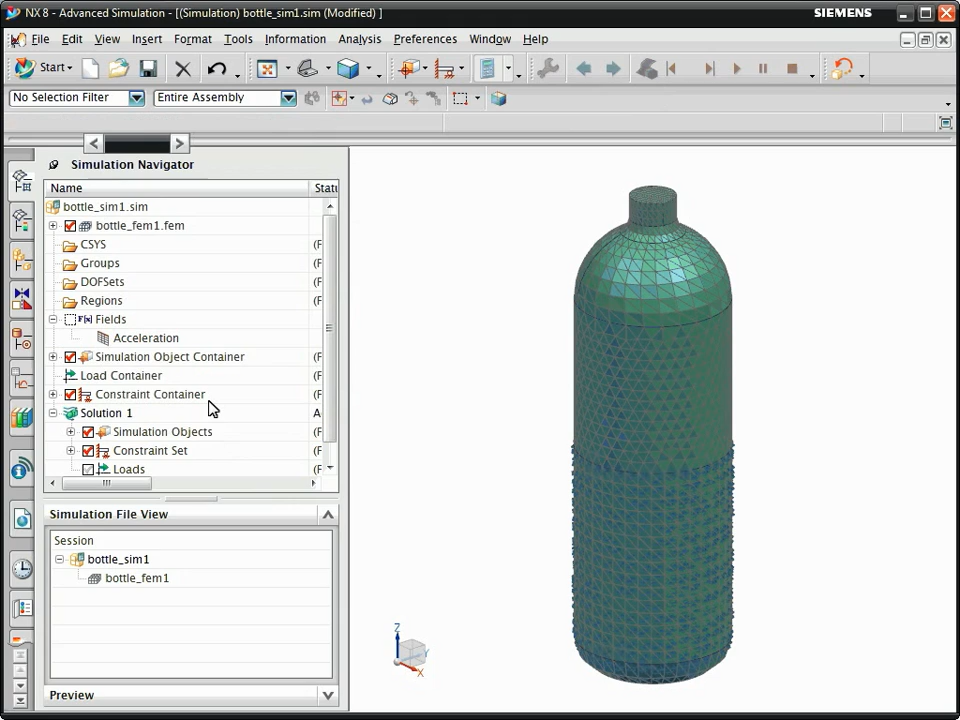 NX 8 - Advanced Simulation - [(Simulation) bottle_sim1.sim (Modified) ]
SIEMENS
File Edit View Insert Format Tools Information Analysis Preferences Window Help
Start
No Selection Filter
Entire Assembly
Simulation Navigator
Name
Statu
bottle_sim1.sim
bottle_fem1.fem
CSYS (F
Groups (F
DOFSets (F
Regions (F
Fields (F
Acceleration
Simulation Object Container (F
Load Container (F
Constraint Container (F
Solution 1 A
Simulation Objects
Constraint Set
Loads
Simulation File View
Session
bottle_sim1
bottle_fem1
Preview
Z
Y
X